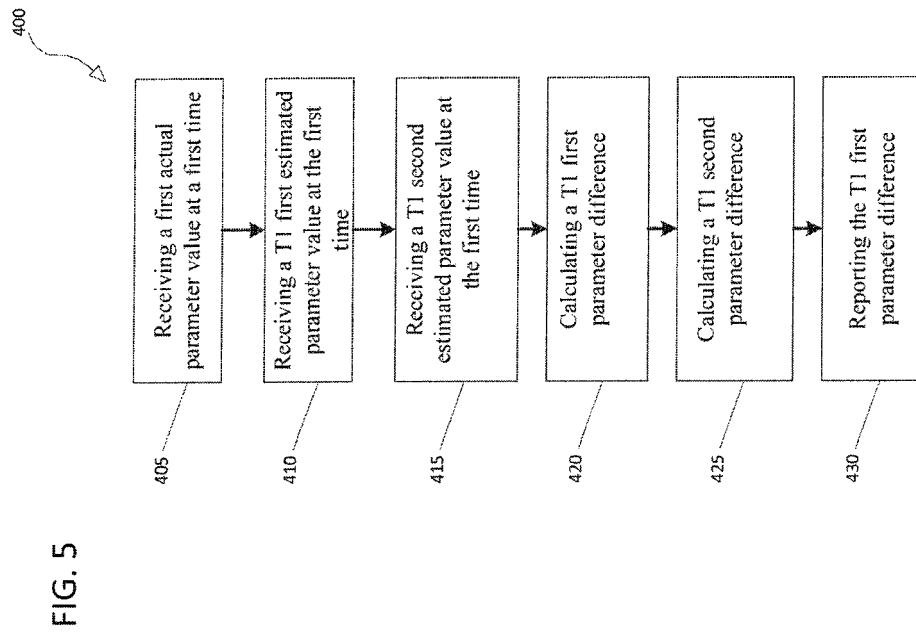 FIG. 5
400
405
Receiving a first actual
parameter value at a first time
410
Receiving a T1 first estimated
parameter value at the first
time
415
Receiving a T1 second
estimated parameter value at
the first time
420
Calculating a T1 first
parameter difference
425
Calculating a T1 second
parameter difference
430
Reporting the T1 first
parameter difference